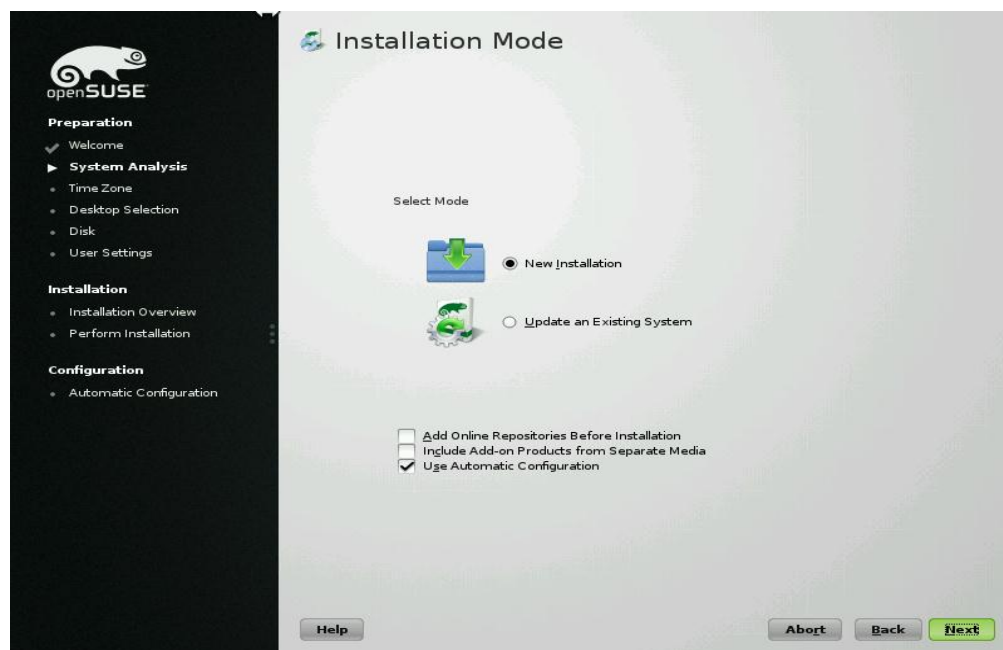 openSUSE
Preparation
Welcome
System Analysis
Time Zone
Desktop Selection
Disk
User Settings
Installation
Installation Overview
Perform Installation
Configuration
Automatic Configuration
Installation Mode
Select Mode
New Installation
Update an Existing System
Add Online Repositories Before Installation
Include Add-on Products from Separate Media
Use Automatic Configuration
Help
Abort
Back
Next